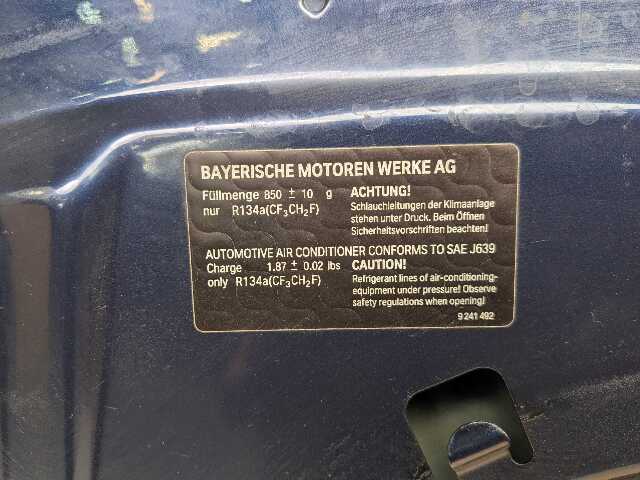 BAYERISCHE MOTOREN WERKE AG
Füllmenge 850 ± 10 g
nur R134a(CF₃CH₂F)
ACHTUNG!
Schlauchleitungen der Klimaanlage
stehen unter Druck. Beim Öffnen
Sicherheitsvorschriften beachten!
AUTOMOTIVE AIR CONDITIONER CONFORMS TO SAE J639
Charge 1.87 ± 0.02 lbs
only R134a(CF₃CH₂F)
CAUTION!
Refrigerant lines of air-conditioning-
equipment under pressure! Observe
safety regulations when opening!
9 241 492